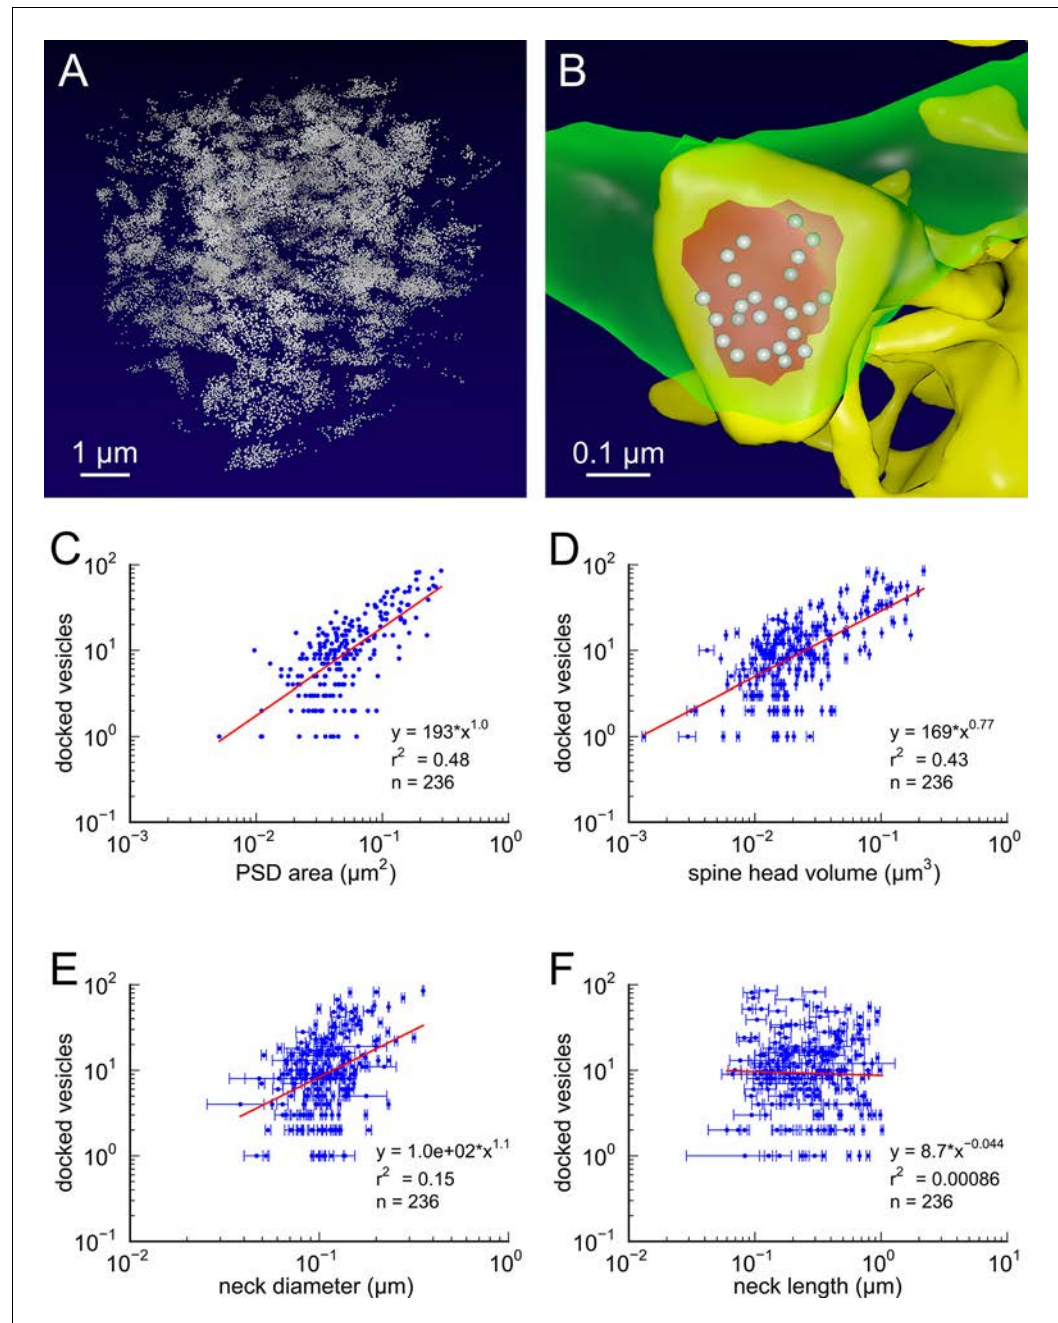 A
1 µm
B
0.1 µm
C
docked vesicles
10²
10¹
10⁰
10⁻¹
10⁻³
10⁻²
10⁻¹
10⁰
y = 193*x¹·⁰
r² = 0.48
n = 236
PSD area (µm²)
D
docked vesicles
10²
10¹
10⁰
10⁻¹
10⁻³
10⁻²
10⁻¹
10⁰
y = 169*x⁰·⁷⁷
r² = 0.43
n = 236
spine head volume (µm³)
E
docked vesicles
10²
10¹
10⁰
10⁻¹
10⁻²
10⁻¹
10⁰
y = 1.0e+02*x¹·¹
r² = 0.15
n = 236
neck diameter (µm)
F
docked vesicles
10²
10¹
10⁰
10⁻¹
10⁻²
10⁻¹
10⁰
10¹
y = 8.7*x⁻⁰·⁰⁴⁴
r² = 0.00086
n = 236
neck length (µm)